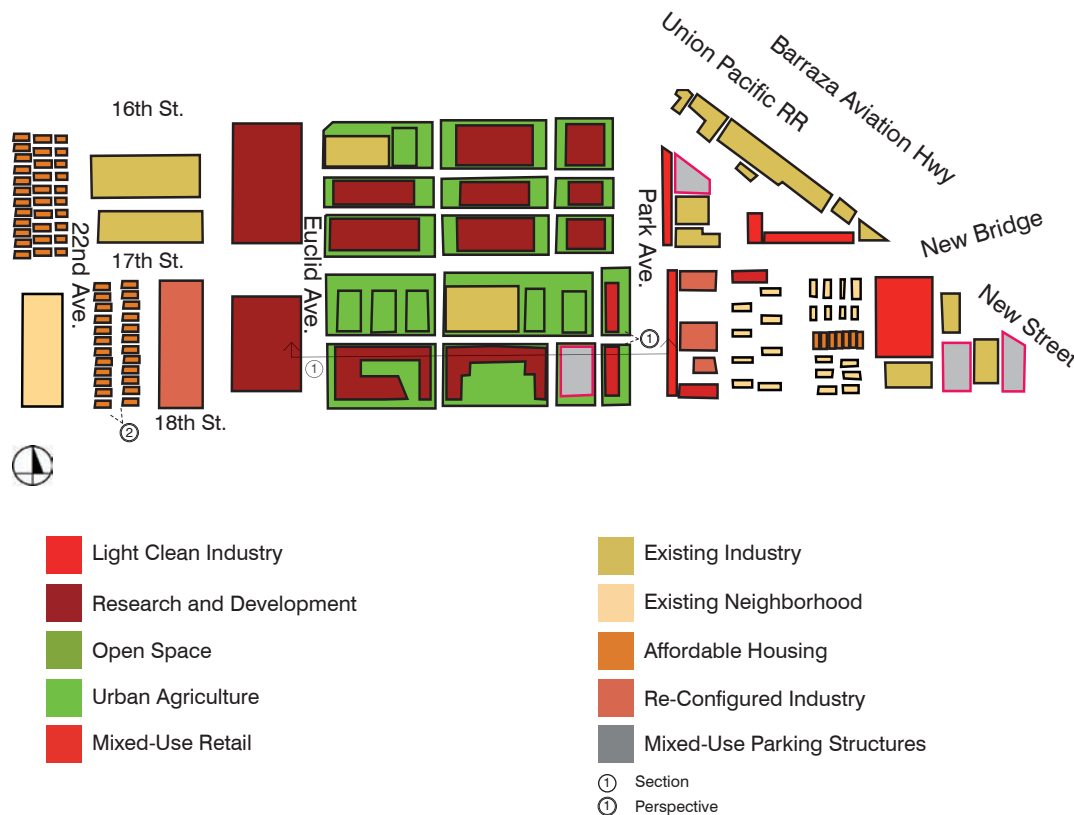 Union Pacific RR
Barraza Aviation Hwy
16th St.
22nd Ave.
Euclid Ave.
Park Ave.
New Bridge
17th St.
New Street
1
1
18th St.
2
Light Clean Industry
Research and Development
Open Space
Urban Agriculture
Mixed-Use Retail
Existing Industry
Existing Neighborhood
Affordable Housing
Re-Configured Industry
Mixed-Use Parking Structures
1 Section
1 Perspective